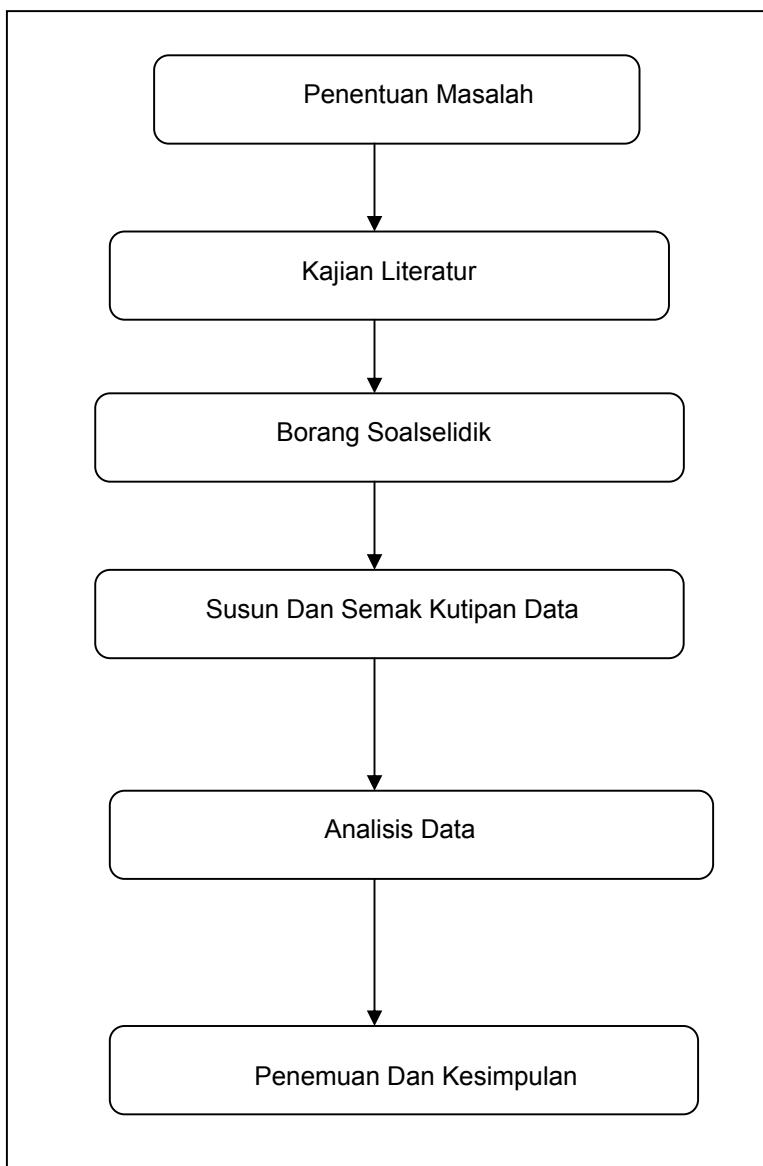 Penentuan Masalah
Kajian Literatur
Borang Soalselidik
Susun Dan Semak Kutipan Data
Analisis Data
Penemuan Dan Kesimpulan